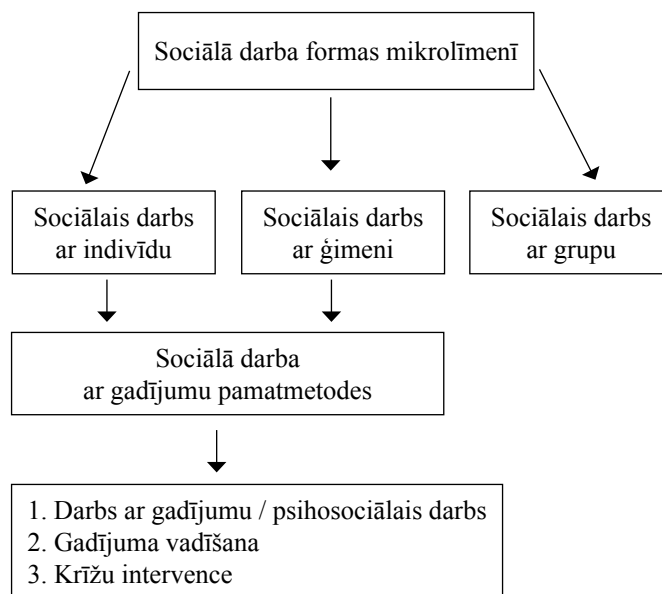 Sociālā darba formas mikrolīmenī
Sociālais darbs
ar indivīdu
Sociālais darbs
ar ģimeni
Sociālais darbs
ar grupu
Sociālā darba
ar gadījumu pamatmetodes
1. Darbs ar gadījumu / psihosociālais darbs
2. Gadījuma vadīšana
3. Krīžu intervence